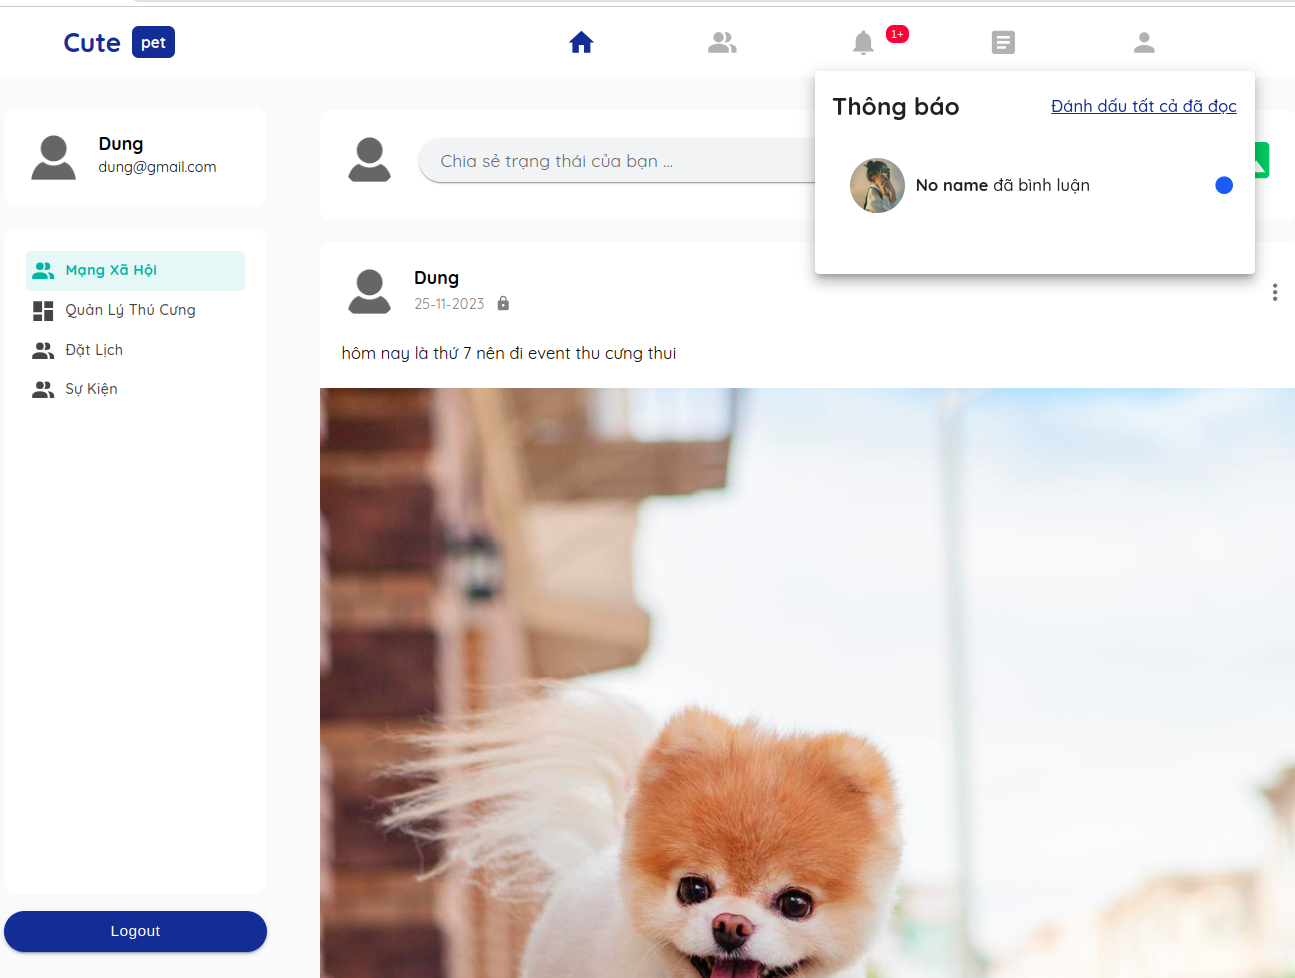 Cute pet
1+
Thông báo
Đánh dấu tất cả đã đọc
No name đã bình luận
Dung
dung@gmail.com
Mạng Xã Hội
Quản Lý Thú Cưng
Đặt Lịch
Sự Kiện
Logout
Chia sẻ trạng thái của bạn ...
Dung
25-11-2023
hôm nay là thứ 7 nên đi event thu cưng thui